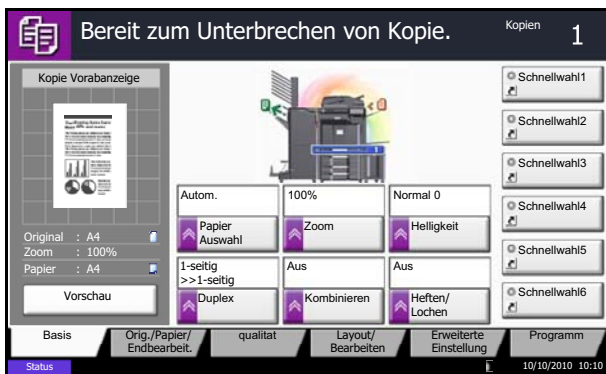 Bereit zum Unterbrechen von Kopie.
Kopien
1
Kopie Vorabanzeige
Original : A4
Zoom : 100%
Papier : A4
Vorschau
1
Autom.
100%
Normal 0
Papier
Auswahl
Zoom
Helligkeit
1-seitig
>>1-seitig
Aus
Aus
Duplex
Kombinieren
Heften/
Lochen
Schnellwahl1
Schnellwahl2
Schnellwahl3
Schnellwahl4
Schnellwahl5
Schnellwahl6
Basis
Orig./Papier/
Endbearbeit.
qualitat
Layout/
Bearbeiten
Erweiterte
Einstellung
Programm
Status
10/10/2010 10:10